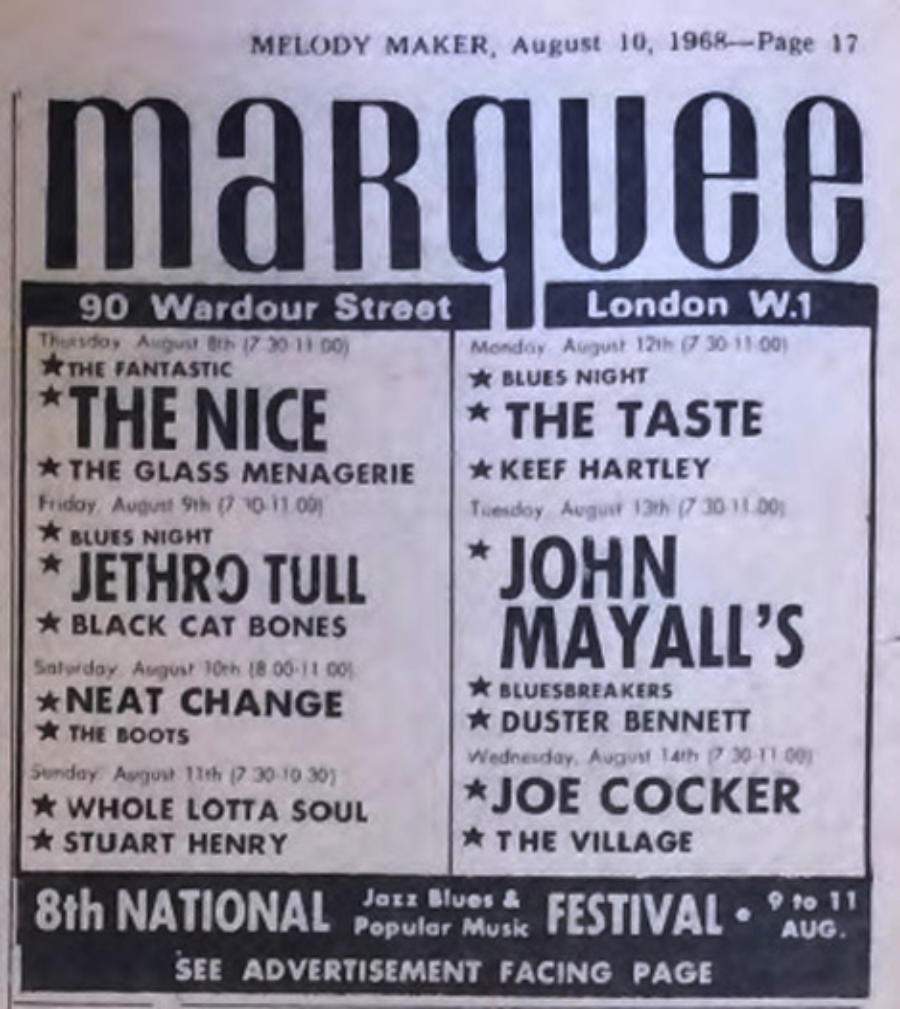 MELODY MAKER, August 10, 1968—Page 17
marquee
90 Wardour Street London W.1
Thursday, August 8th (7.30-11.00)
★ THE FANTASTIC
★ THE NICE
★ THE GLASS MENAGERIE
Friday, August 9th (7.30-11.00)
★ BLUES NIGHT
★ JETHRO TULL
★ BLACK CAT BONES
Saturday, August 10th (8.00-11.00)
★ NEAT CHANGE
★ THE BOOTS
Sunday, August 11th (7.30-10.30)
★ WHOLE LOTTA SOUL
★ STUART HENRY
Monday, August 12th (7.30-11.00)
★ BLUES NIGHT
★ THE TASTE
★ KEEF HARTLEY
Tuesday, August 13th (7.30-11.00)
★ JOHN
MAYALL'S
★ BLUESBREAKERS
★ DUSTER BENNETT
Wednesday, August 14th (7.30-11.00)
★ JOE COCKER
★ THE VILLAGE
8th NATIONAL Jazz Blues & Popular Music FESTIVAL • 9 to 11 AUG.
SEE ADVERTISEMENT FACING PAGE